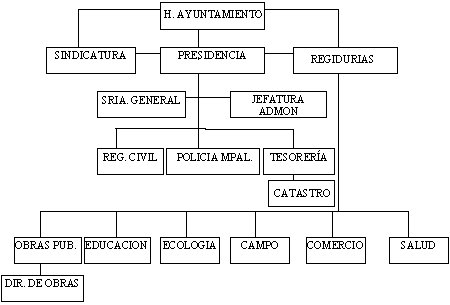 H. AYUNTAMIENTO
SINDICATURA
PRESIDENCIA
REGIDURIAS
SRIA. GENERAL
JEFATURA
ADMON
REG. CIVIL
POLICIA MPAL.
TESORERÍA
CATASTRO
OBRAS PUB.
EDUCACION
ECOLOGIA
CAMPO
COMERCIO
SALUD
DIR. DE OBRAS